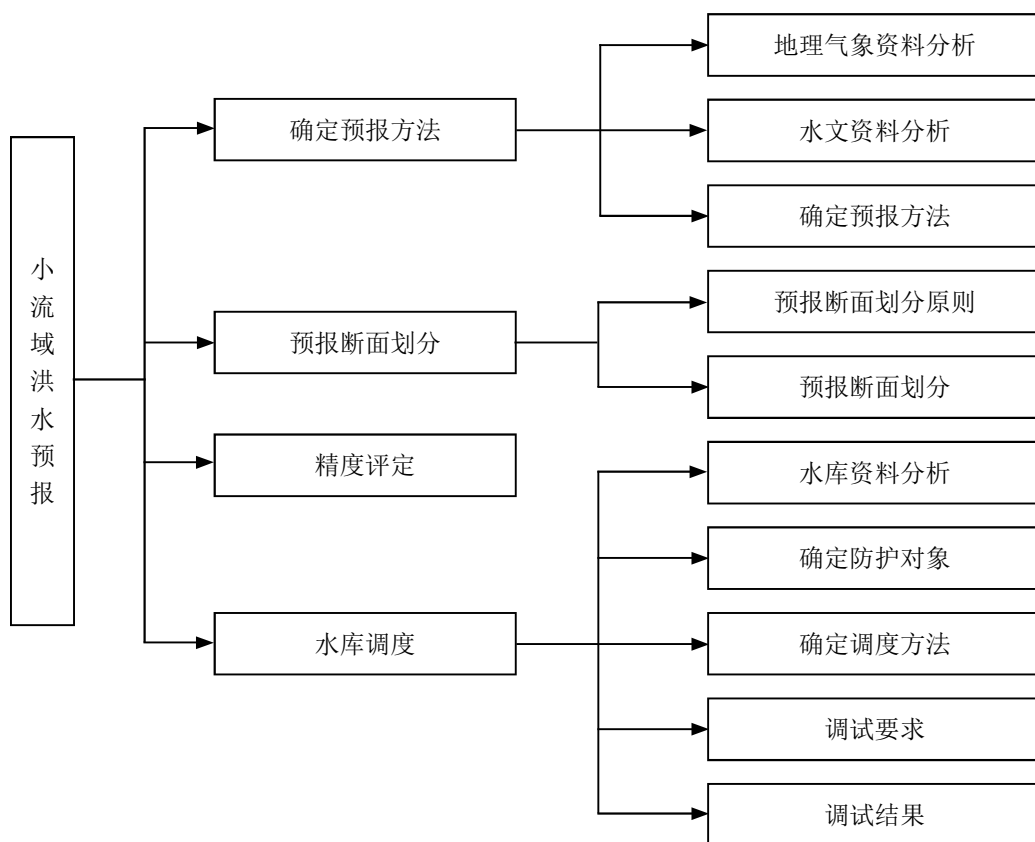 小流域洪水预报
确定预报方法
地理气象资料分析
水文资料分析
确定预报方法
预报断面划分
预报断面划分原则
预报断面划分
精度评定
水库调度
水库资料分析
确定防护对象
确定调度方法
调试要求
调试结果